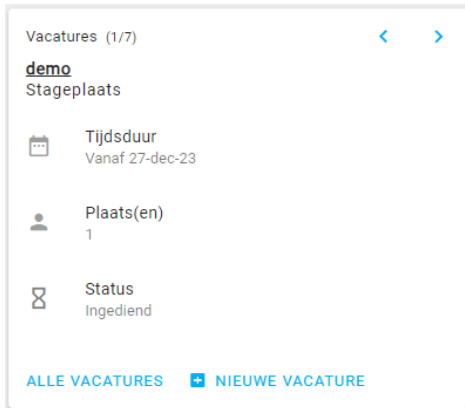 Vacatures (1/7)
demo
Stageplaats
Tijdsduur
Vanaf 27-dec-23
Plaats(en)
1
Status
Ingediend
ALLE VACATURES NIEUWE VACATURE